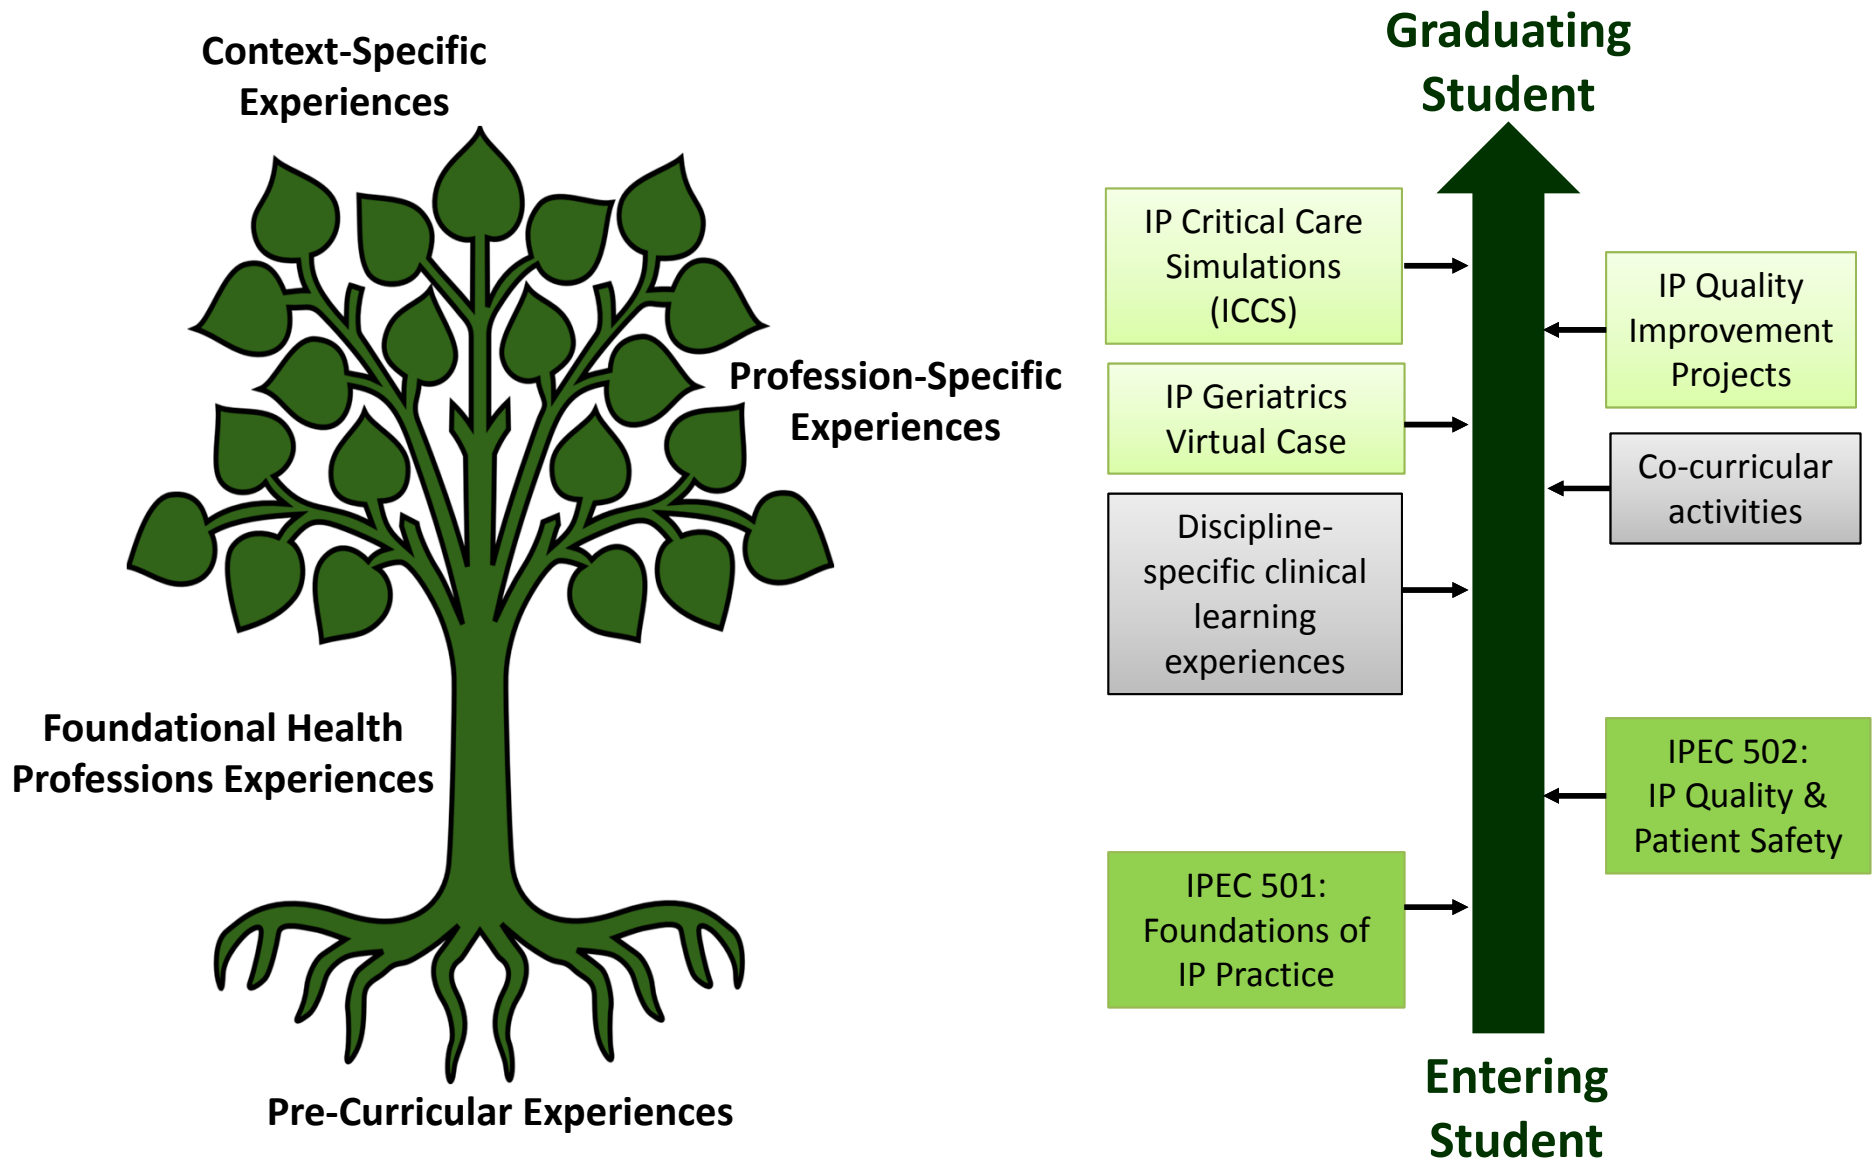 Context-Specific
Experiences
Profession-Specific
Experiences
Foundational Health
Professions Experiences
Pre-Curricular Experiences
Graduating
Student
IP Critical Care
Simulations
(ICCS)
IP Quality
Improvement
Projects
IP Geriatrics
Virtual Case
Co-curricular
activities
Discipline-
specific clinical
learning
experiences
IPEC 502:
IP Quality &
Patient Safety
IPEC 501:
Foundations of
IP Practice
Entering
Student